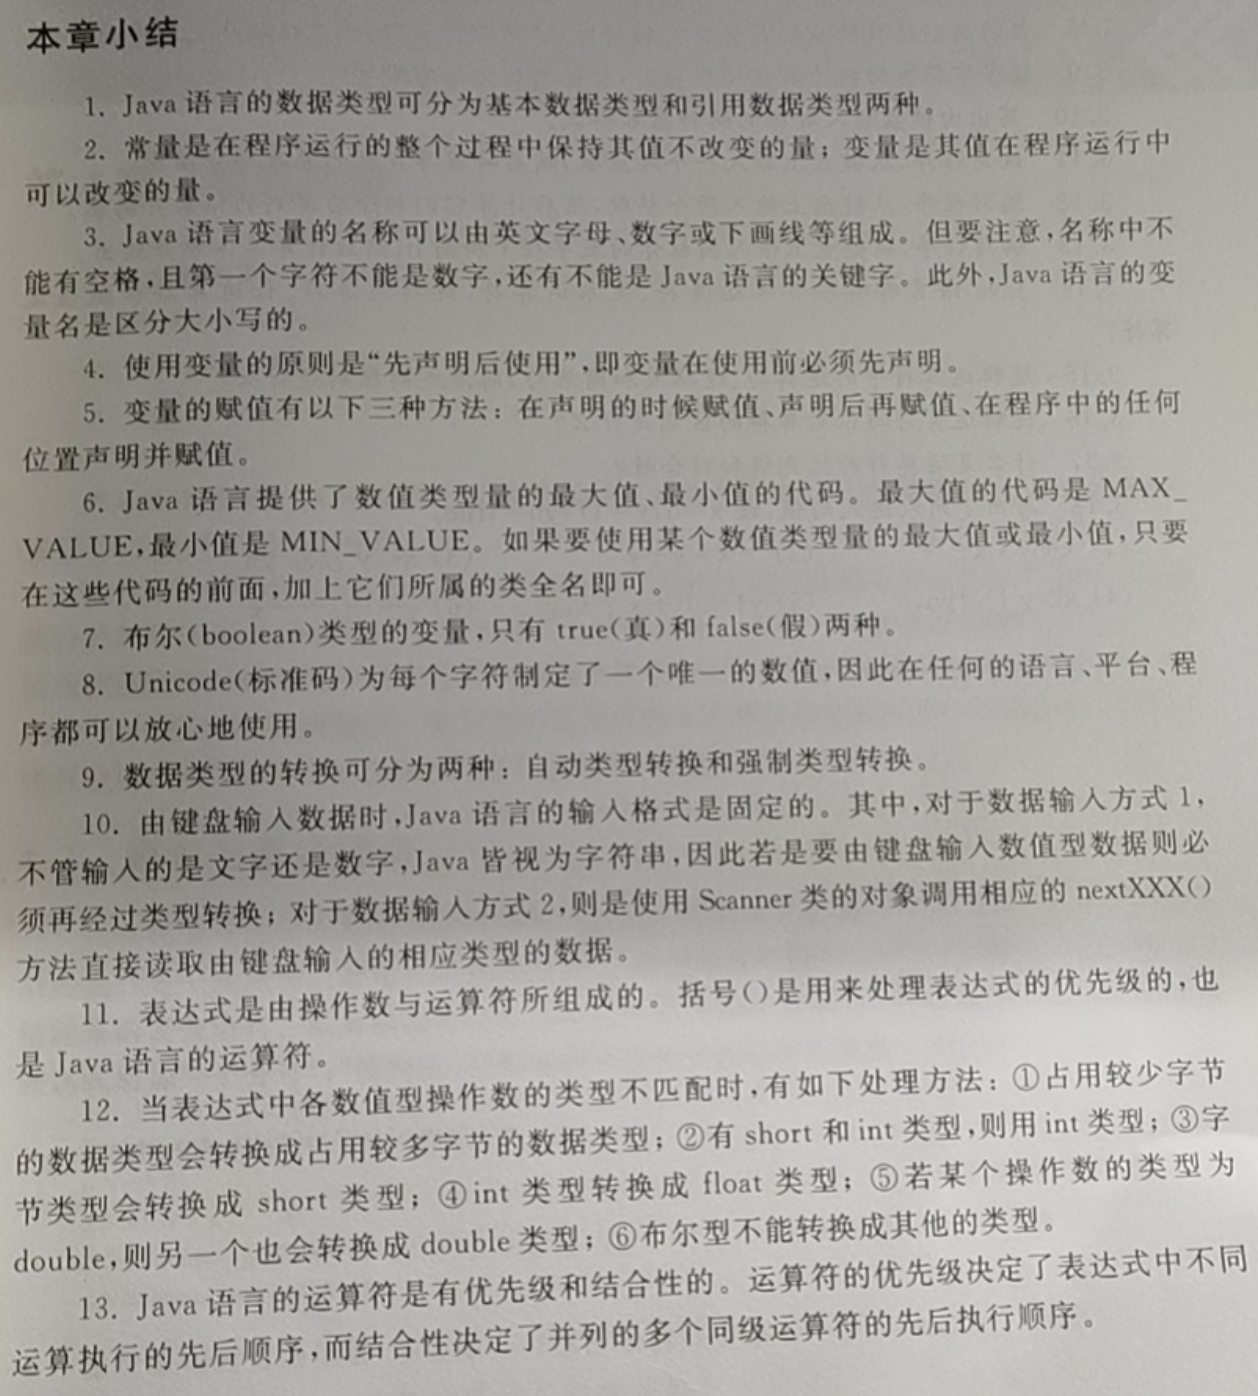 本章小结
1. Java 语言的数据类型可分为基本数据类型和引用数据类型两种。
2. 常量是在程序运行的整个过程中保持其值不改变的量；变量是其值在程序运行中
可以改变的量。
3. Java 语言变量的名称可以由英文字母、数字或下画线等组成。但要注意,名称中不
能有空格,且第一个字符不能是数字,还有不能是 Java 语言的关键字。此外,Java 语言的变
量名是区分大小写的。
4. 使用变量的原则是“先声明后使用”,即变量在使用前必须先声明。
5. 变量的赋值有以下三种方法：在声明的时候赋值、声明后再赋值、在程序中的任何
位置声明并赋值。
6. Java 语言提供了数值类型量的最大值、最小值的代码。最大值的代码是 MAX_
VALUE,最小值是 MIN_VALUE。如果要使用某个数值类型量的最大值或最小值,只要
在这些代码的前面,加上它们所属的类全名即可。
7. 布尔(boolean)类型的变量,只有 true(真)和 false(假)两种。
8. Unicode(标准码)为每个字符制定了一个唯一的数值,因此在任何的语言、平台、程
序都可以放心地使用。
9. 数据类型的转换可分为两种：自动类型转换和强制类型转换。
10. 由键盘输入数据时,Java 语言的输入格式是固定的。其中,对于数据输入方式 1,
不管输入的是文字还是数字,Java 皆视为字符串,因此若是要由键盘输入数值型数据则必
须再经过类型转换；对于数据输入方式 2,则是使用 Scanner 类的对象调用相应的 nextXXX()
方法直接读取由键盘输入的相应类型的数据。
11. 表达式是由操作数与运算符所组成的。括号()是用来处理表达式的优先级的,也
是 Java 语言的运算符。
12. 当表达式中各数值型操作数的类型不匹配时,有如下处理方法：①占用较少字节
的数据类型会转换成占用较多字节的数据类型；②有 short 和 int 类型,则用 int 类型；③字
节类型会转换成 short 类型；④int 类型转换成 float 类型；⑤若某个操作数的类型为
double,则另一个也会转换成 double 类型；⑥布尔型不能转换成其他的类型。
13. Java 语言的运算符是有优先级和结合性的。运算符的优先级决定了表达式中不同
运算执行的先后顺序,而结合性决定了并列的多个同级运算符的先后执行顺序。